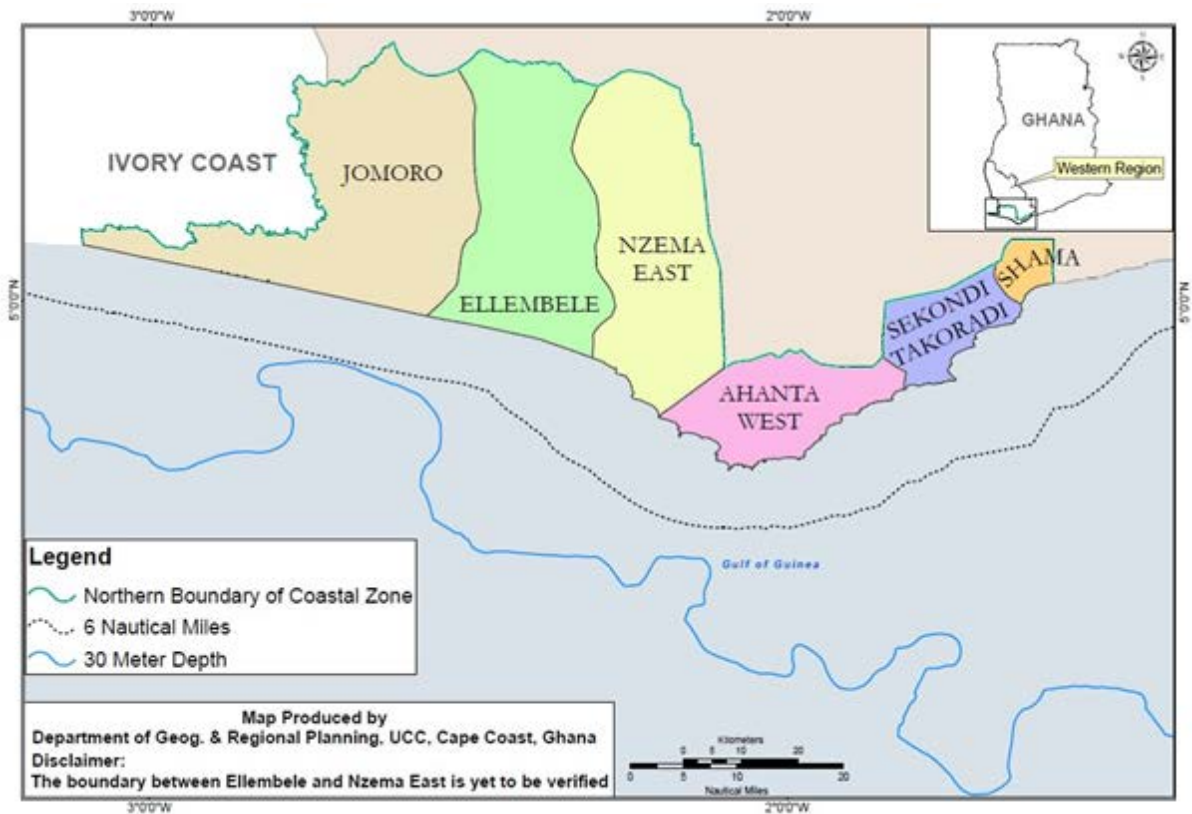 3°0'0"W
2°0'0"W
GHANA
Western Region
IVORY COAST
JOMORO
NZEMA
EAST
ELLEMBELE
SHAMA
SEKONDI
TAKORADI
AHANTA
WEST
5°0'0"N
5°0'0"N
Gulf of Guinea
Legend
Northern Boundary of Coastal Zone
6 Nautical Miles
30 Meter Depth
Map Produced by
Department of Geog. & Regional Planning, UCC, Cape Coast, Ghana
Disclaimer:
The boundary between Ellembele and Nzema East is yet to be verified
Kilometers
0 5 10 20
0 5 10 20
Nautical Miles
3°0'0"W
2°0'0"W